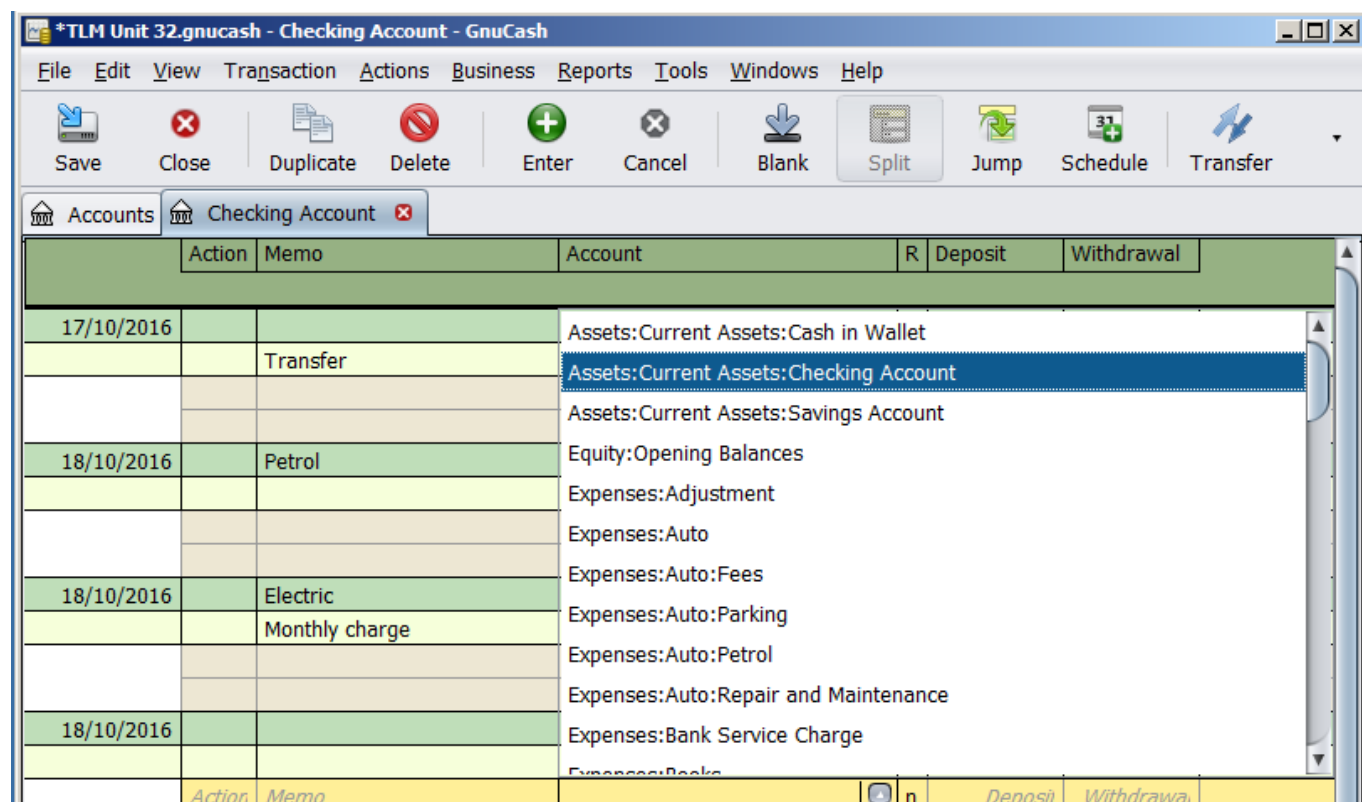 *TLM Unit 32.gnucash - Checking Account - GnuCash
File Edit View Transaction Actions Business Reports Tools Windows Help
31
Save Close Duplicate Delete Enter Cancel Blank Split Jump Schedule Transfer
Accounts Checking Account
Action Memo Account R Deposit Withdrawal
17/10/2016 Assets:Current Assets:Cash in Wallet
Transfer Assets:Current Assets:Checking Account
Assets:Current Assets:Savings Account
18/10/2016 Petrol Equity:Opening Balances
Expenses:Adjustment
Expenses:Auto
Expenses:Auto:Fees
18/10/2016 Electric
Expenses:Auto:Parking
Monthly charge
Expenses:Auto:Petrol
Expenses:Auto:Repair and Maintenance
18/10/2016 Expenses:Bank Service Charge
Expenses:Books
Action Memo n Deposit Withdrawal